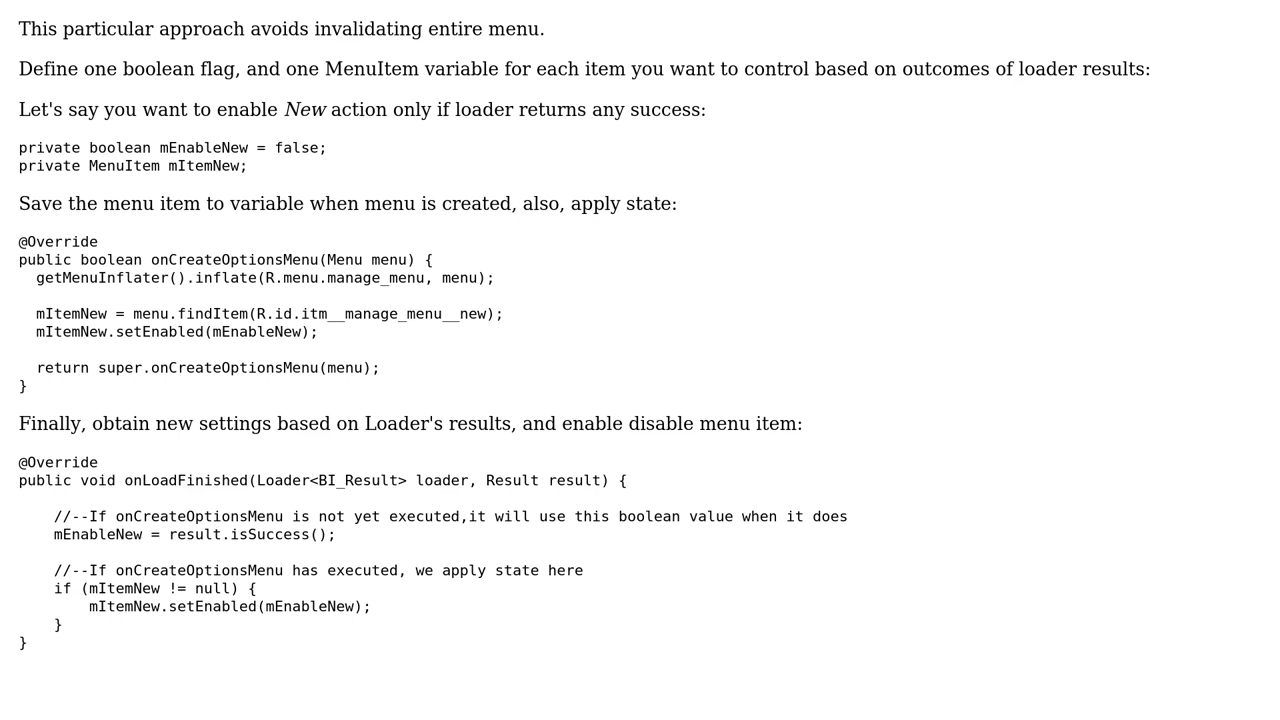 This particular approach avoids invalidating entire menu.
Define one boolean flag, and one MenuItem variable for each item you want to control based on outcomes of loader results:
Let's say you want to enable New action only if loader returns any success:
private boolean mEnableNew = false;
private MenuItem mItemNew;
Save the menu item to variable when menu is created, also, apply state:
@Override
public boolean onCreateOptionsMenu(Menu menu) {
  getMenuInflater().inflate(R.menu.manage_menu, menu);

  mItemNew = menu.findItem(R.id.itm__manage_menu__new);
  mItemNew.setEnabled(mEnableNew);

  return super.onCreateOptionsMenu(menu);
}
Finally, obtain new settings based on Loader's results, and enable disable menu item:
@Override
public void onLoadFinished(Loader<BI_Result> loader, Result result) {

    //--If onCreateOptionsMenu is not yet executed,it will use this boolean value when it does
    mEnableNew = result.isSuccess();

    //--If onCreateOptionsMenu has executed, we apply state here
    if (mItemNew != null) {
        mItemNew.setEnabled(mEnableNew);
    }
}